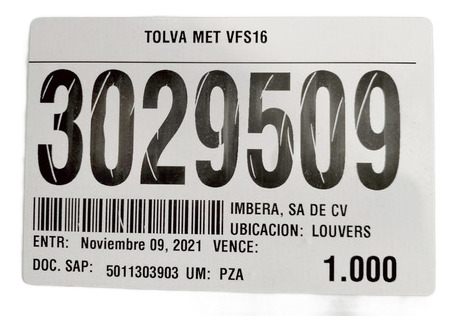 TOLVA MET VFS16
3029509
IMBERA, SA DE CV
UBICACION: LOUVERS
ENTR: Noviembre 09, 2021 VENCE:
DOC. SAP: 5011303903 UM: PZA 1.000